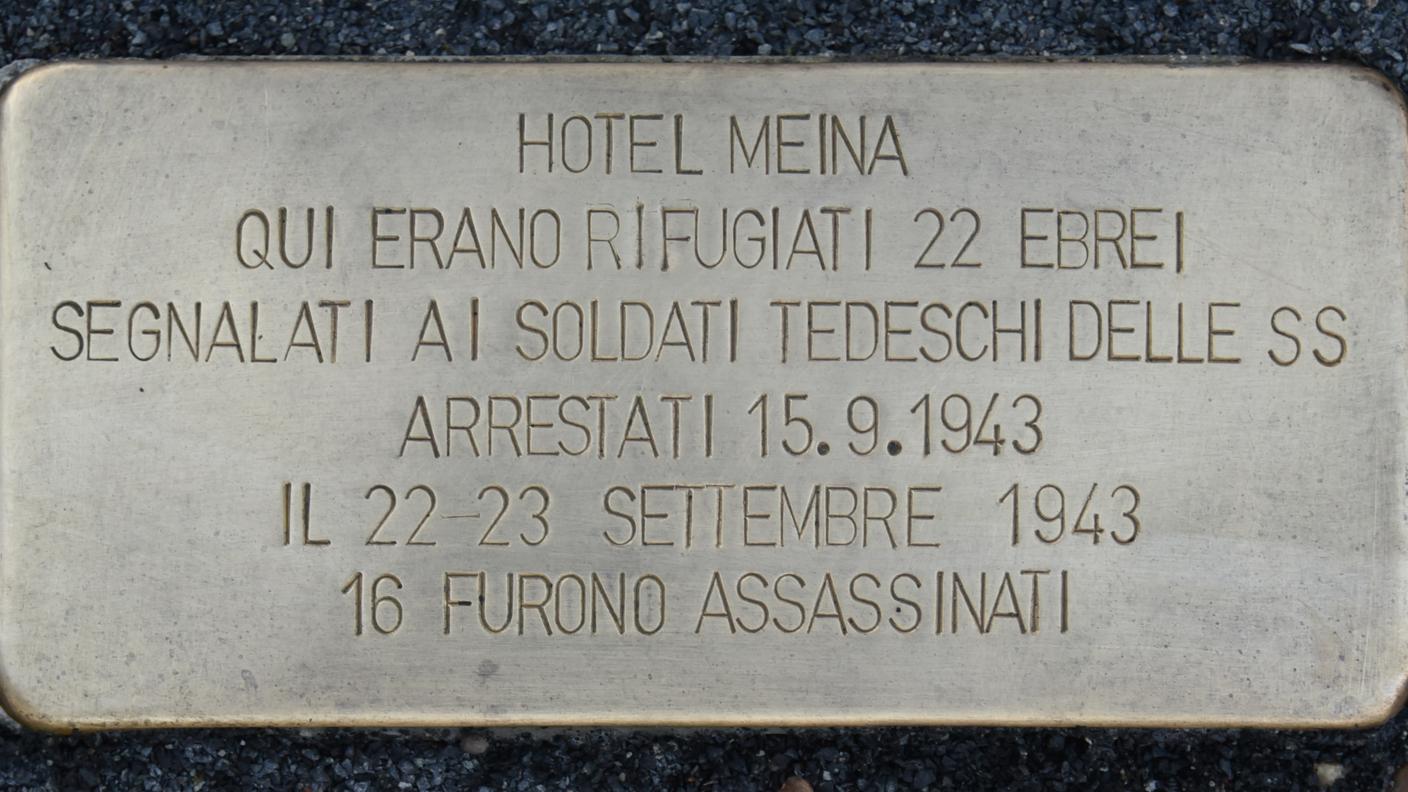 HOTEL MEINA
QUI ERANO RIFUGIATI 22 EBREI
SEGNALATI AI SOLDATI TEDESCHI DELLE SS
ARRESTATI 15.9.1943
IL 22-23 SETTEMBRE 1943
16 FURONO ASSASSINATI